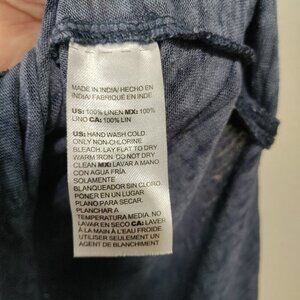 MADE IN INDIA/ HECHO EN
INDIA/ FABRIQUÉ EN INDE
US: 100% LINEN MX: 100%
LINO CA: 100% LIN
US: HAND WASH COLD.
ONLY NON-CHLORINE
BLEACH. LAY FLAT TO DRY.
WARM IRON. DO NOT DRY
CLEAN MX: LAVAR A MANO
CON AGUA FRÍA
SOLAMENTE
BLANQUEADOR SIN CLORO.
PONER EN UN LUGAR
PLANO PARA SECAR.
PLANCHAR A
TEMPERATURA MEDIA. NO
LAVAR EN SECO CA: LAVER
À LA MAIN À L'EAU FROIDE.
UTILISER SEULEMENT UN
AGENT DE BLANCHIMENT